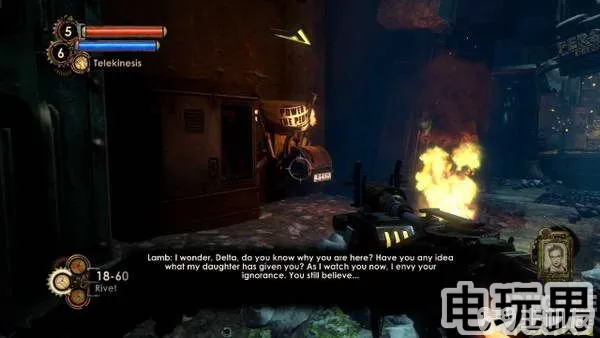 5
6
Telekinesis
POWER
THE PE
Lamb: I wonder, Delta, do you know why you are here? Have you any idea
what my daughter has given you? As I watch you now, I envy your
ignorance. You still believe...
18-60
Rivet
电玩男